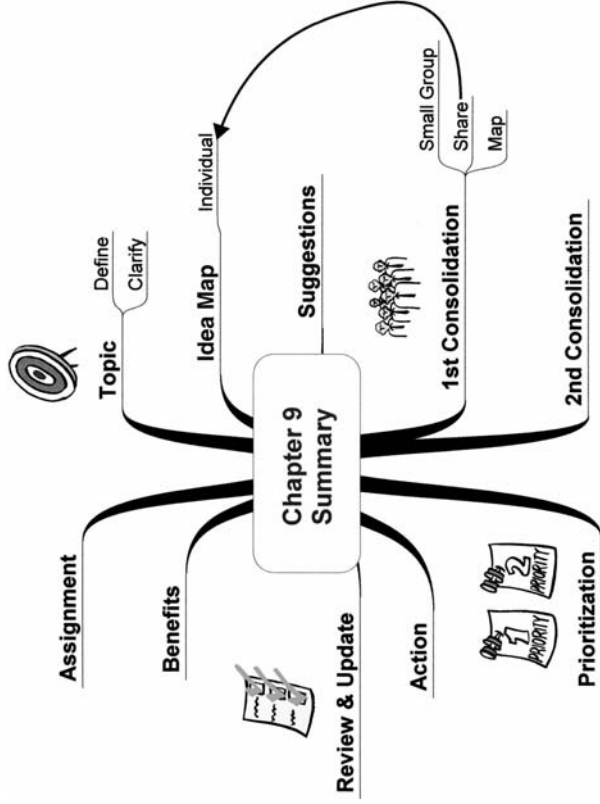 Chapter 9
Summary
Topic
Define
Clarify
Idea Map
Individual
Suggestions
1st Consolidation
Small Group
Share
Map
2nd Consolidation
Prioritization
1
PRIORITY
2
PRIORITY
Action
Review & Update
Benefits
Assignment